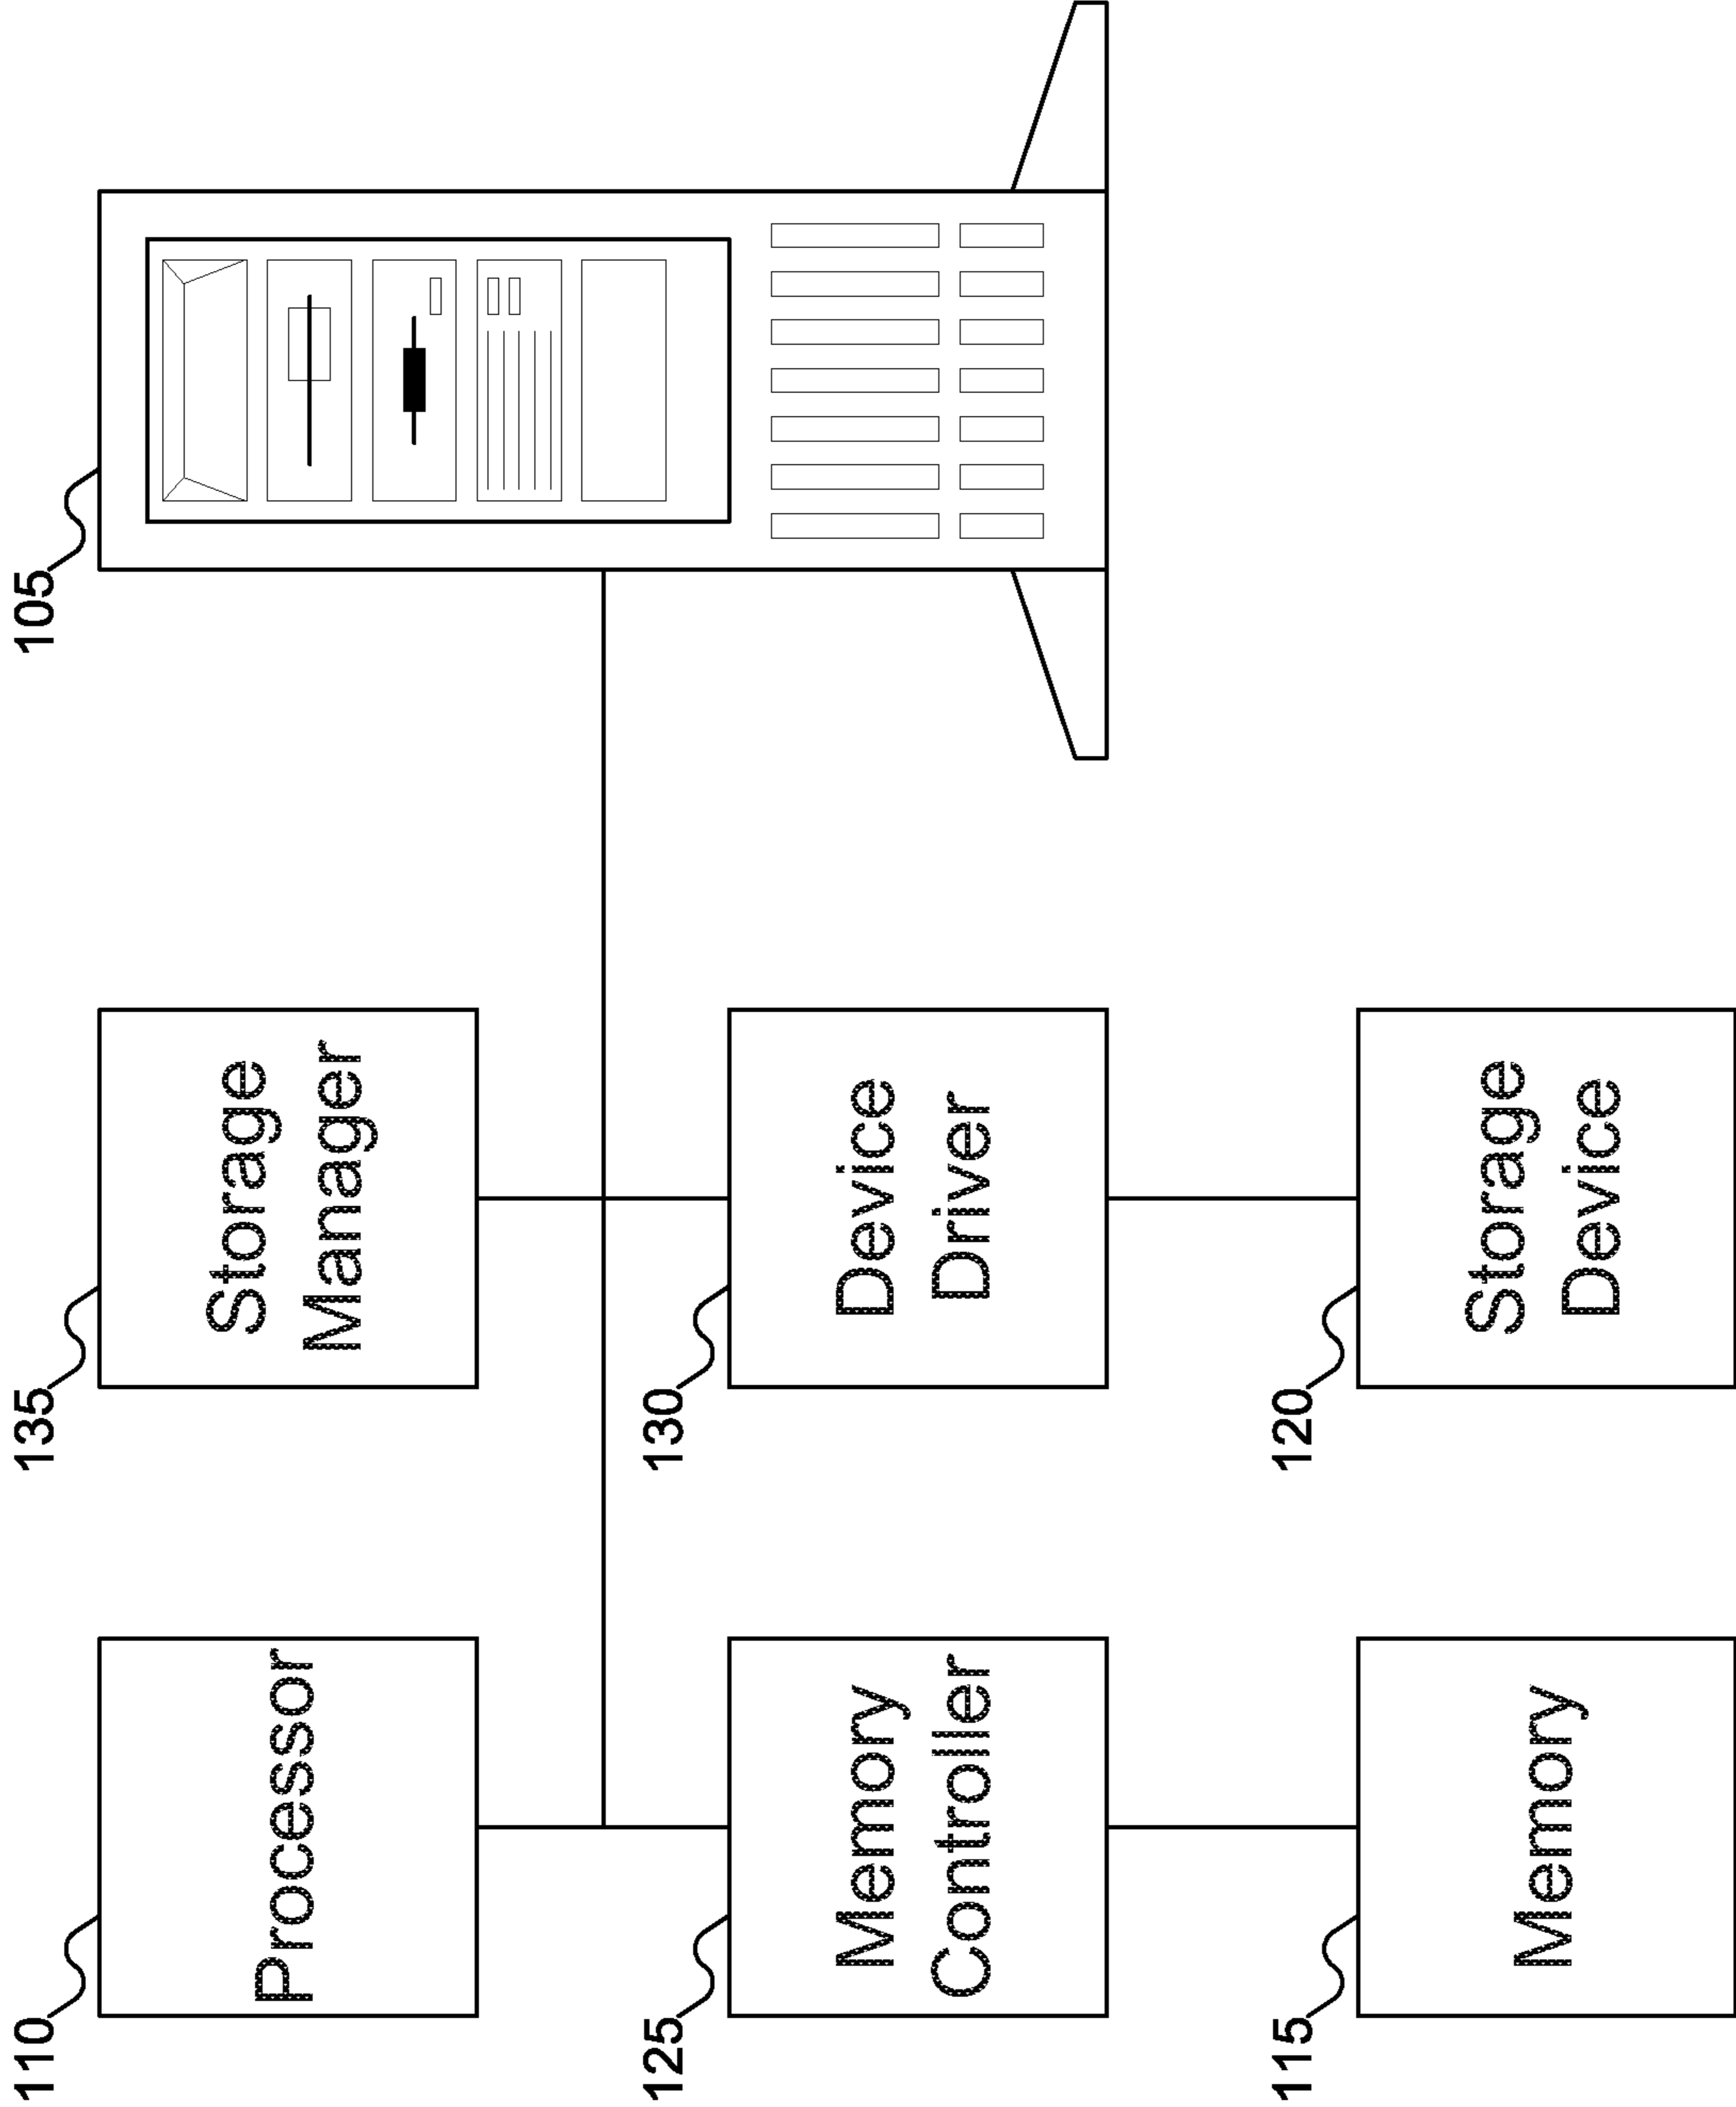 110
Processor
135
Storage
Manager
105
125
Memory
Controller
130
Device
Driver
115
Memory
120
Storage
Device